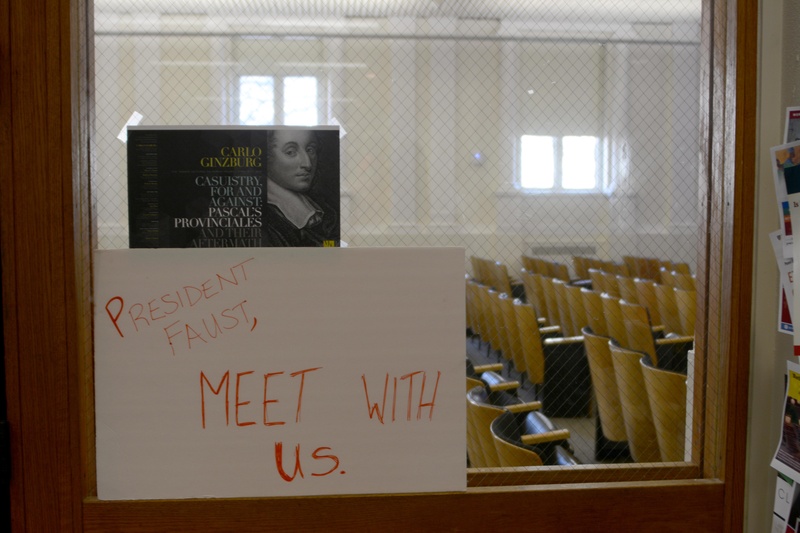 CARLO
GINZBURG
CASUISTRY,
FOR AND
AGAINST:
PASCAL'S
PROVINCIALES
AND THEIR
AFTERMATH
PRESIDENT
FAUST,
MEET WITH
US.